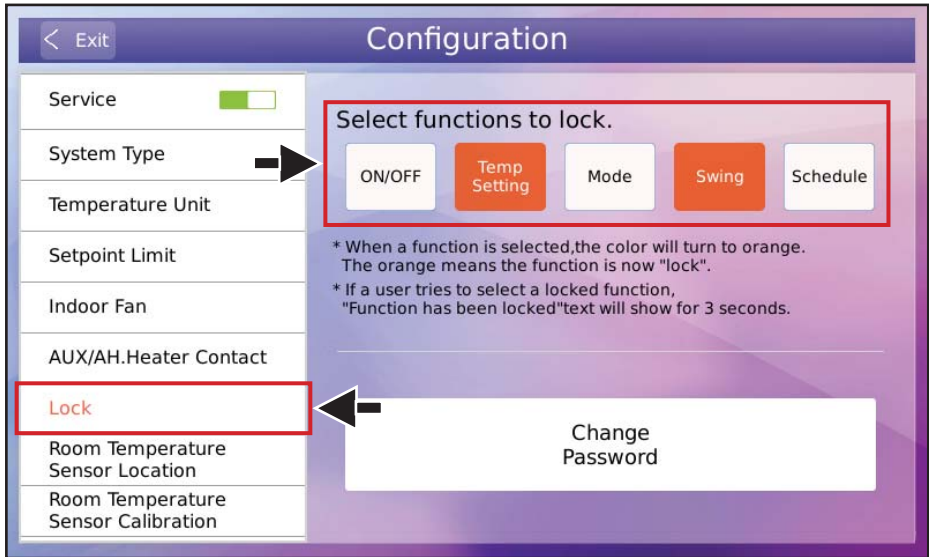 Exit
Configuration
Service
System Type
Temperature Unit
Setpoint Limit
Indoor Fan
AUX/AH.Heater Contact
Lock
Room Temperature
Sensor Location
Room Temperature
Sensor Calibration
Select functions to lock.
ON/OFF
Temp
Setting
Mode
Swing
Schedule
* When a function is selected,the color will turn to orange.
The orange means the function is now "lock".
* If a user tries to select a locked function,
"Function has been locked"text will show for 3 seconds.
Change
Password